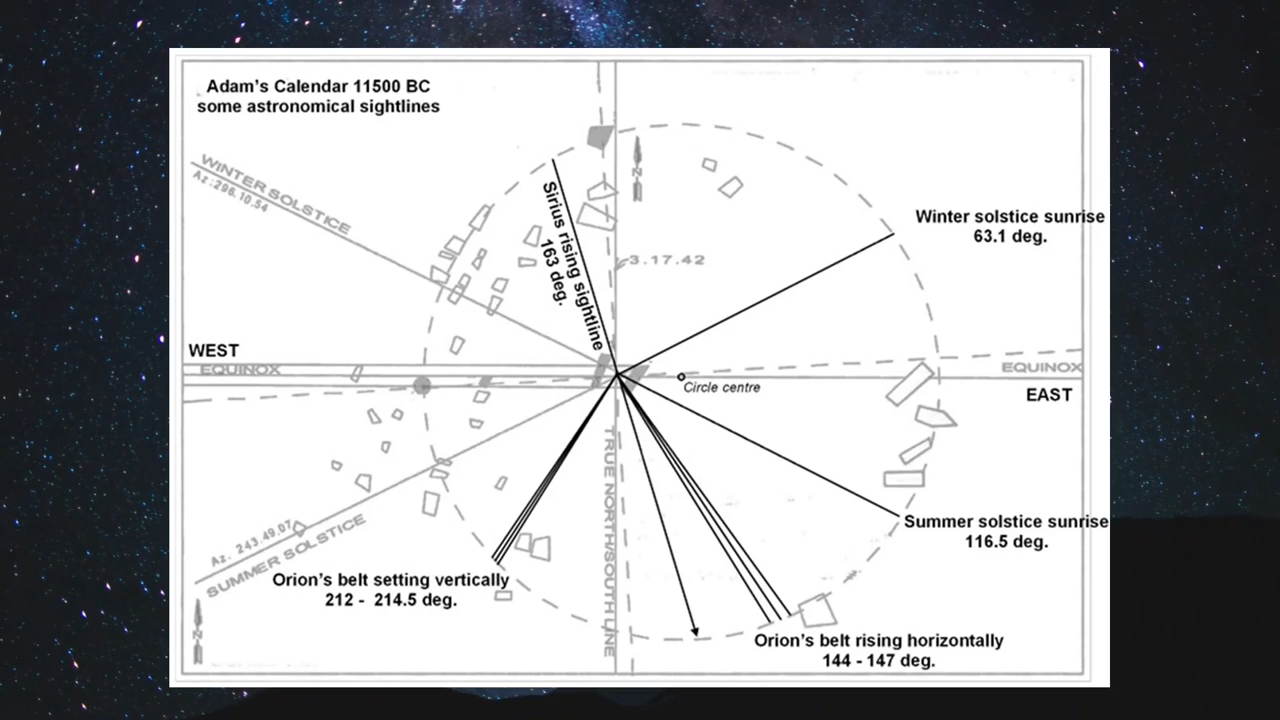 Adam's Calendar 11500 BC
some astronomical sightlines
WINTER SOLSTICE
Az:296.10.54
N
Sirius rising sightline
163 deg.
3.17.42
Winter solstice sunrise
63.1 deg.
WEST
EQUINOX
Circle centre
EQUINOX
EAST
TRUE NORTH/SOUTH LINE
Az. 243.49.07
SUMMER SOLSTICE
Summer solstice sunrise
116.5 deg.
Orion's belt setting vertically
212 - 214.5 deg.
N
Orion's belt rising horizontally
144 - 147 deg.